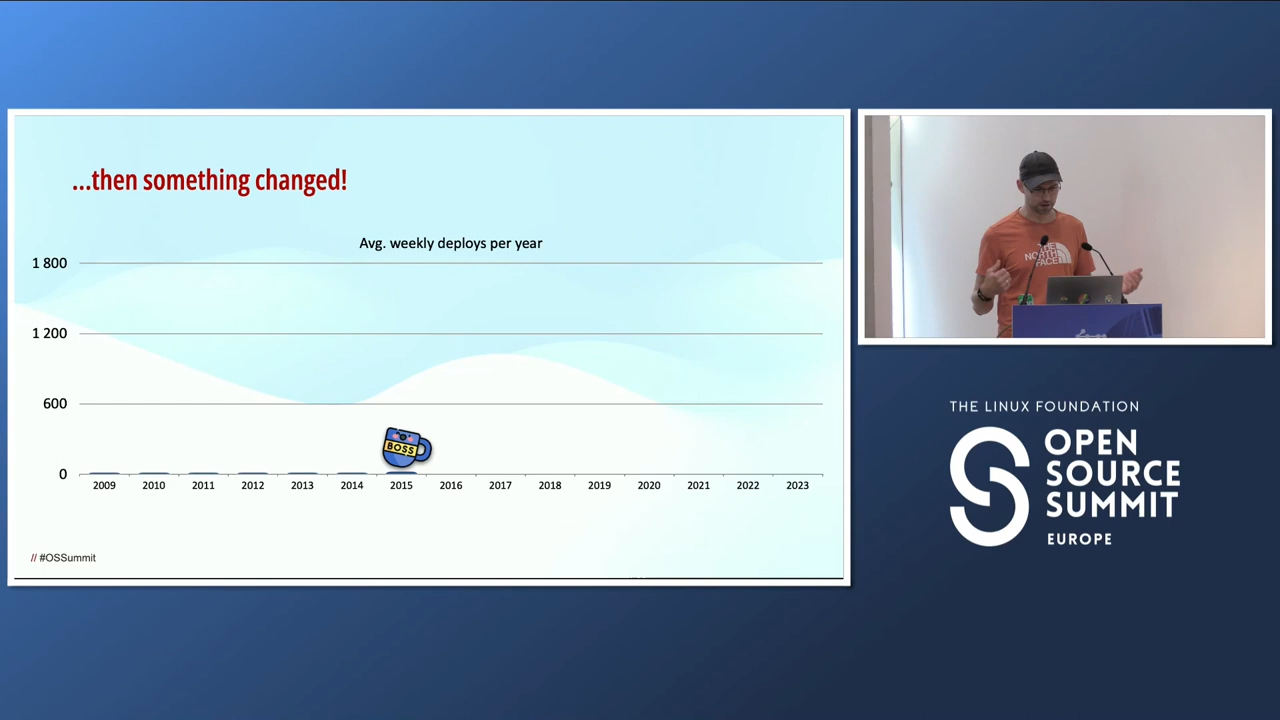 ...then something changed!
Avg. weekly deploys per year
1 800
1 200
600
0
BOSS
2009 2010 2011 2012 2013 2014 2015 2016 2017 2018 2019 2020 2021 2022 2023
// #OSSummit
THE NORTH FACE
THE LINUX FOUNDATION
OPEN
SOURCE
SUMMIT
EUROPE